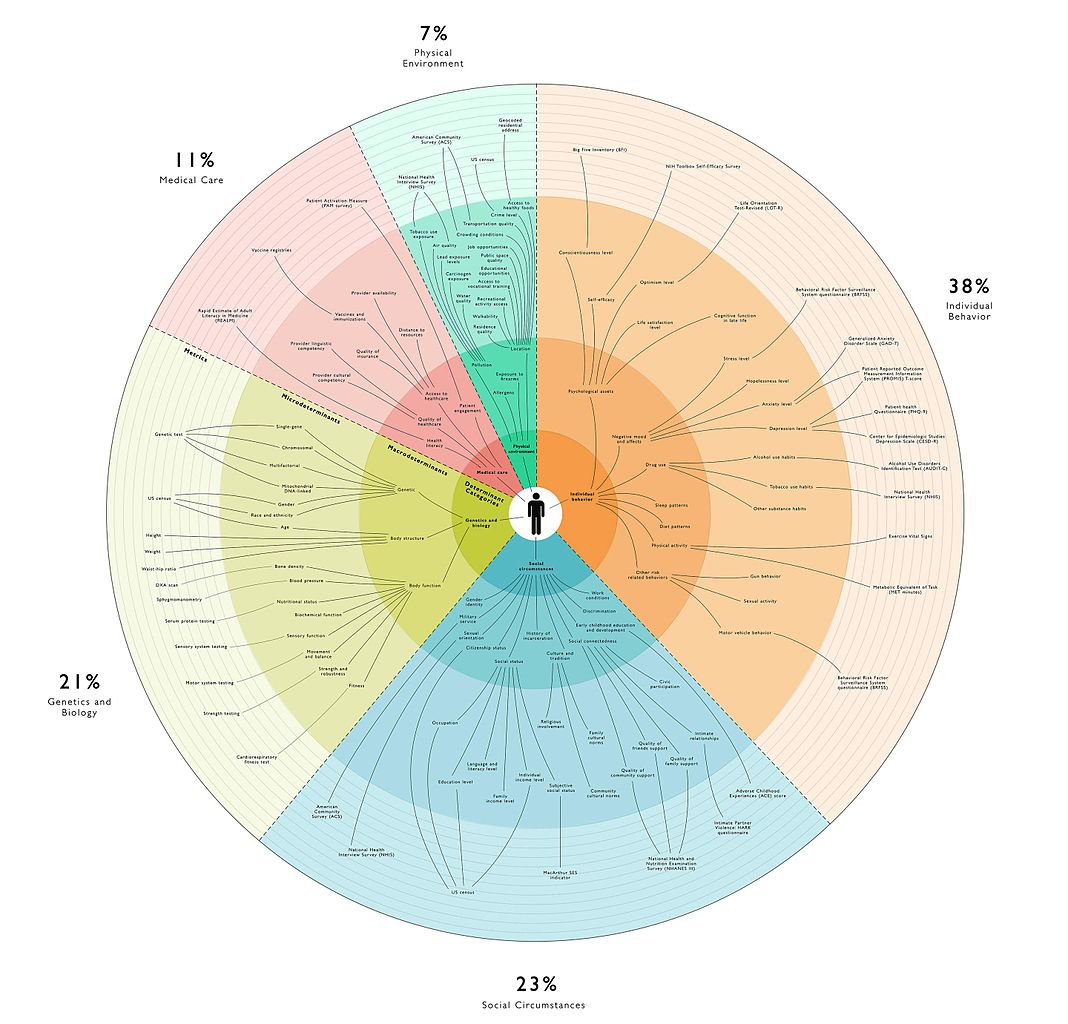 7%
Physical
Environment
11%
Medical Care
38%
Individual
Behavior
21%
Genetics and
Biology
23%
Social Circumstances
Metrics
Microdeterminants
Macrodeterminants
Determinant
Categories
Physical
environment
Geocoded
residential
address
American Community
Survey (ACS)
US census
National Health
Interview Survey
(NHIS)
Access to
healthy foods
Crime level
Transportation quality
Tobacco use
exposure
Crowding conditions
Air quality
Job opportunities
Lead exposure
levels
Public space
quality
Carcinogen
exposure
Educational
opportunities
Access to
vocational training
Water
quality
Recreational
activity access
Walkability
Residence
quality
Location
Pollution
Exposure to
firearms
Allergens
Individual
behavior
Big Five Inventory (BFI)
NIH Toolbox Self-Efficacy Survey
Life Orientation
Test-Revised (LOT-R)
Conscientiousness level
Optimism level
Self-efficacy
Behavioral Risk Factor Surveillance
System questionnaire (BRFSS)
Life satisfaction
level
Cognitive function
in late life
Generalized Anxiety
Disorder Scale (GAD-7)
Stress level
Patient Reported Outcome
Measurement Information
System (PROMIS) T-score
Hopelessness level
Psychological assets
Anxiety level
Patient health
Questionnaire (PHQ-9)
Depression level
Negative mood
and affects
Center for Epidemiologic Studies
Depression Scale (CESD-R)
Alcohol use habits
Drug use
Alcohol Use Disorders
Identification Test (AUDIT-C)
Tobacco use habits
National Health
Interview Survey (NHIS)
Sleep patterns
Other substance habits
Diet patterns
Exercise Vital Signs
Physical activity
Other risk
related behaviors
Gun behavior
Metabolic Equivalent of Task
(MET minutes)
Sexual activity
Motor vehicle behavior
Behavioral Risk Factor
Surveillance System
questionnaire (BRFSS)
Social
circumstances
Work
conditions
Gender
identity
Discrimination
Military
service
Early childhood education
and development
Sexual
orientation
History of
incarceration
Social connectedness
Citizenship status
Culture and
tradition
Social status
Civic
participation
Occupation
Religious
involvement
Family
cultural
norms
Intimate
relationships
Quality of
friends support
Quality of
family support
Language and
literacy level
Quality of
community support
Education level
Individual
income level
Subjective
social status
Family
income level
Community
cultural norms
Adverse Childhood
Experiences (ACE) score
American
Community
Survey (ACS)
Intimate Partner
Violence: HARK
questionnaire
National Health
Interview Survey (NHIS)
National Health and
Nutrition Examination
Survey (NHANES III)
MacArthur SES
indicator
US census
Genetics and
biology
Genetic
Single-gene
Genetic test
Chromosomal
Multifactorial
Mitochondrial
DNA-linked
US census
Gender
Race and ethnicity
Age
Height
Body structure
Weight
Waist-hip ratio
Bone density
DXA scan
Blood pressure
Body function
Sphygmomanometry
Nutritional status
Biochemical function
Serum protein testing
Sensory function
Sensory system testing
Movement
and balance
Strength and
robustness
Motor system testing
Fitness
Strength testing
Cardiorespiratory
fitness test
Medical care
Patient Activation Measure
(PAM survey)
Vaccine registries
Provider availability
Rapid Estimate of Adult
Literacy in Medicine
(REALM)
Vaccines and
immunizations
Distance to
resources
Provider linguistic
competency
Quality of
insurance
Provider cultural
competency
Access to
healthcare
Patient
engagement
Quality of
healthcare
Health
literacy